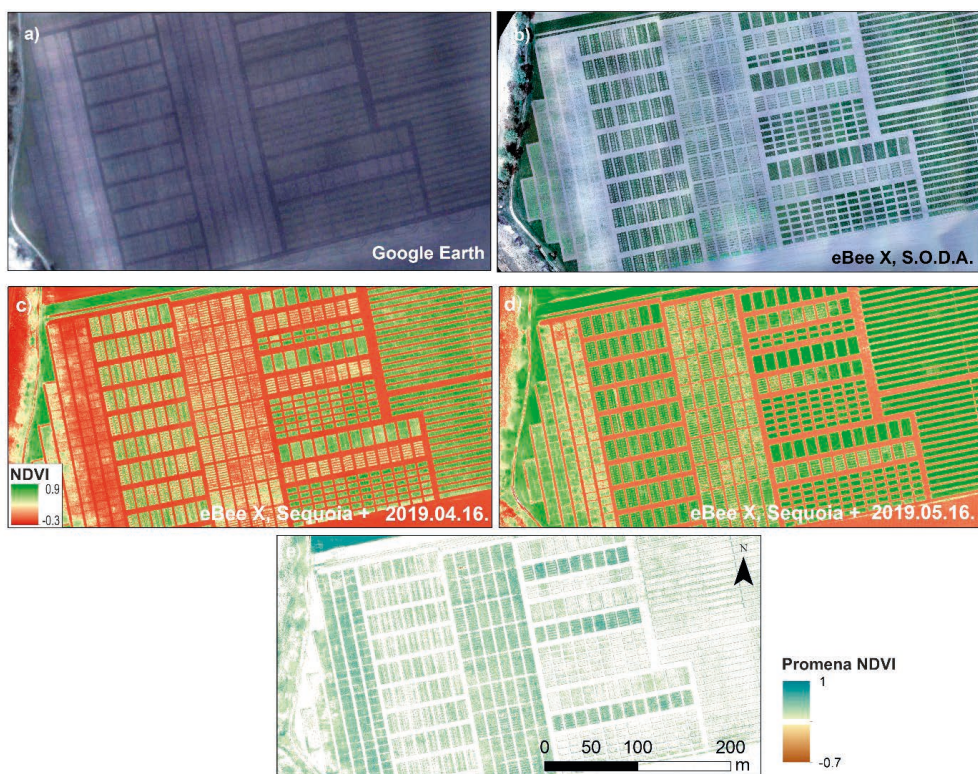 a)
Google Earth
b)
eBee X, S.O.D.A.
c)
NDVI
0.9
-0.3
eBee X, Sequoia + 2019.04.16.
d)
eBee X, Sequoia + 2019.05.16.
e)
N
0 50 100 200
m
Promena NDVI
1
-0.7